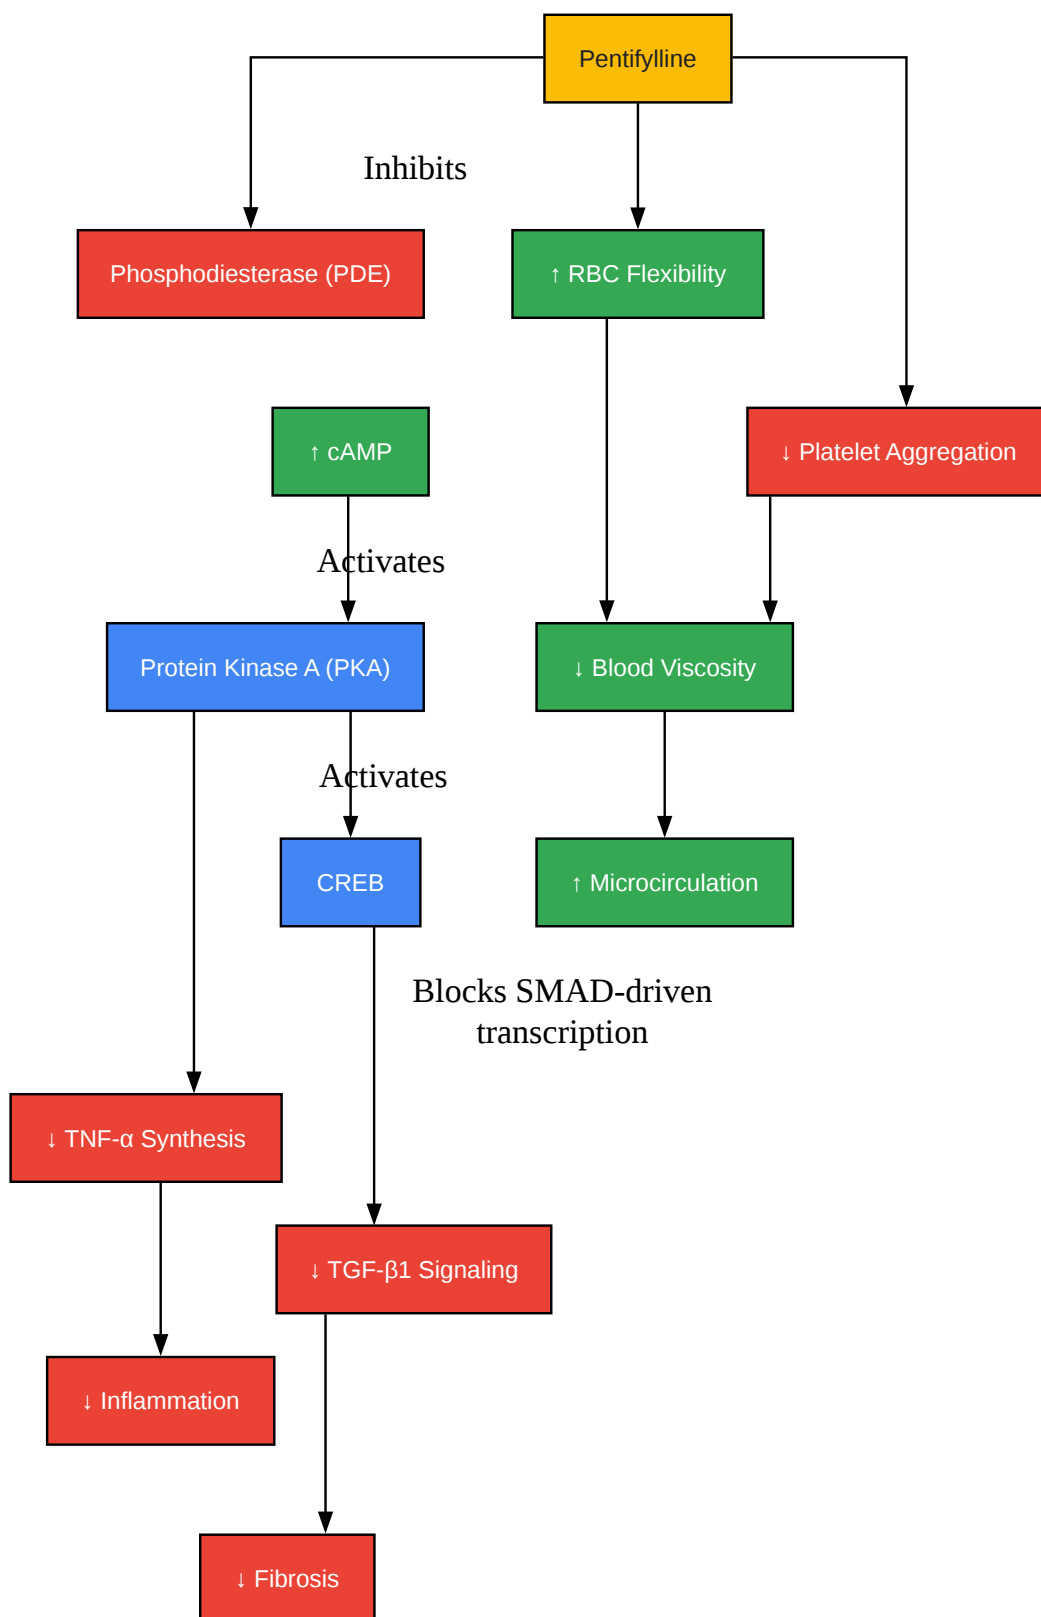 Pentifylline
Inhibits
Phosphodiesterase (PDE)
↑ RBC Flexibility
↑ cAMP
↓ Platelet Aggregation
Activates
Protein Kinase A (PKA)
↓ Blood Viscosity
Activates
CREB
↑ Microcirculation
Blocks SMAD-driven
transcription
↓ TNF-α Synthesis
↓ TGF-β1 Signaling
↓ Inflammation
↓ Fibrosis